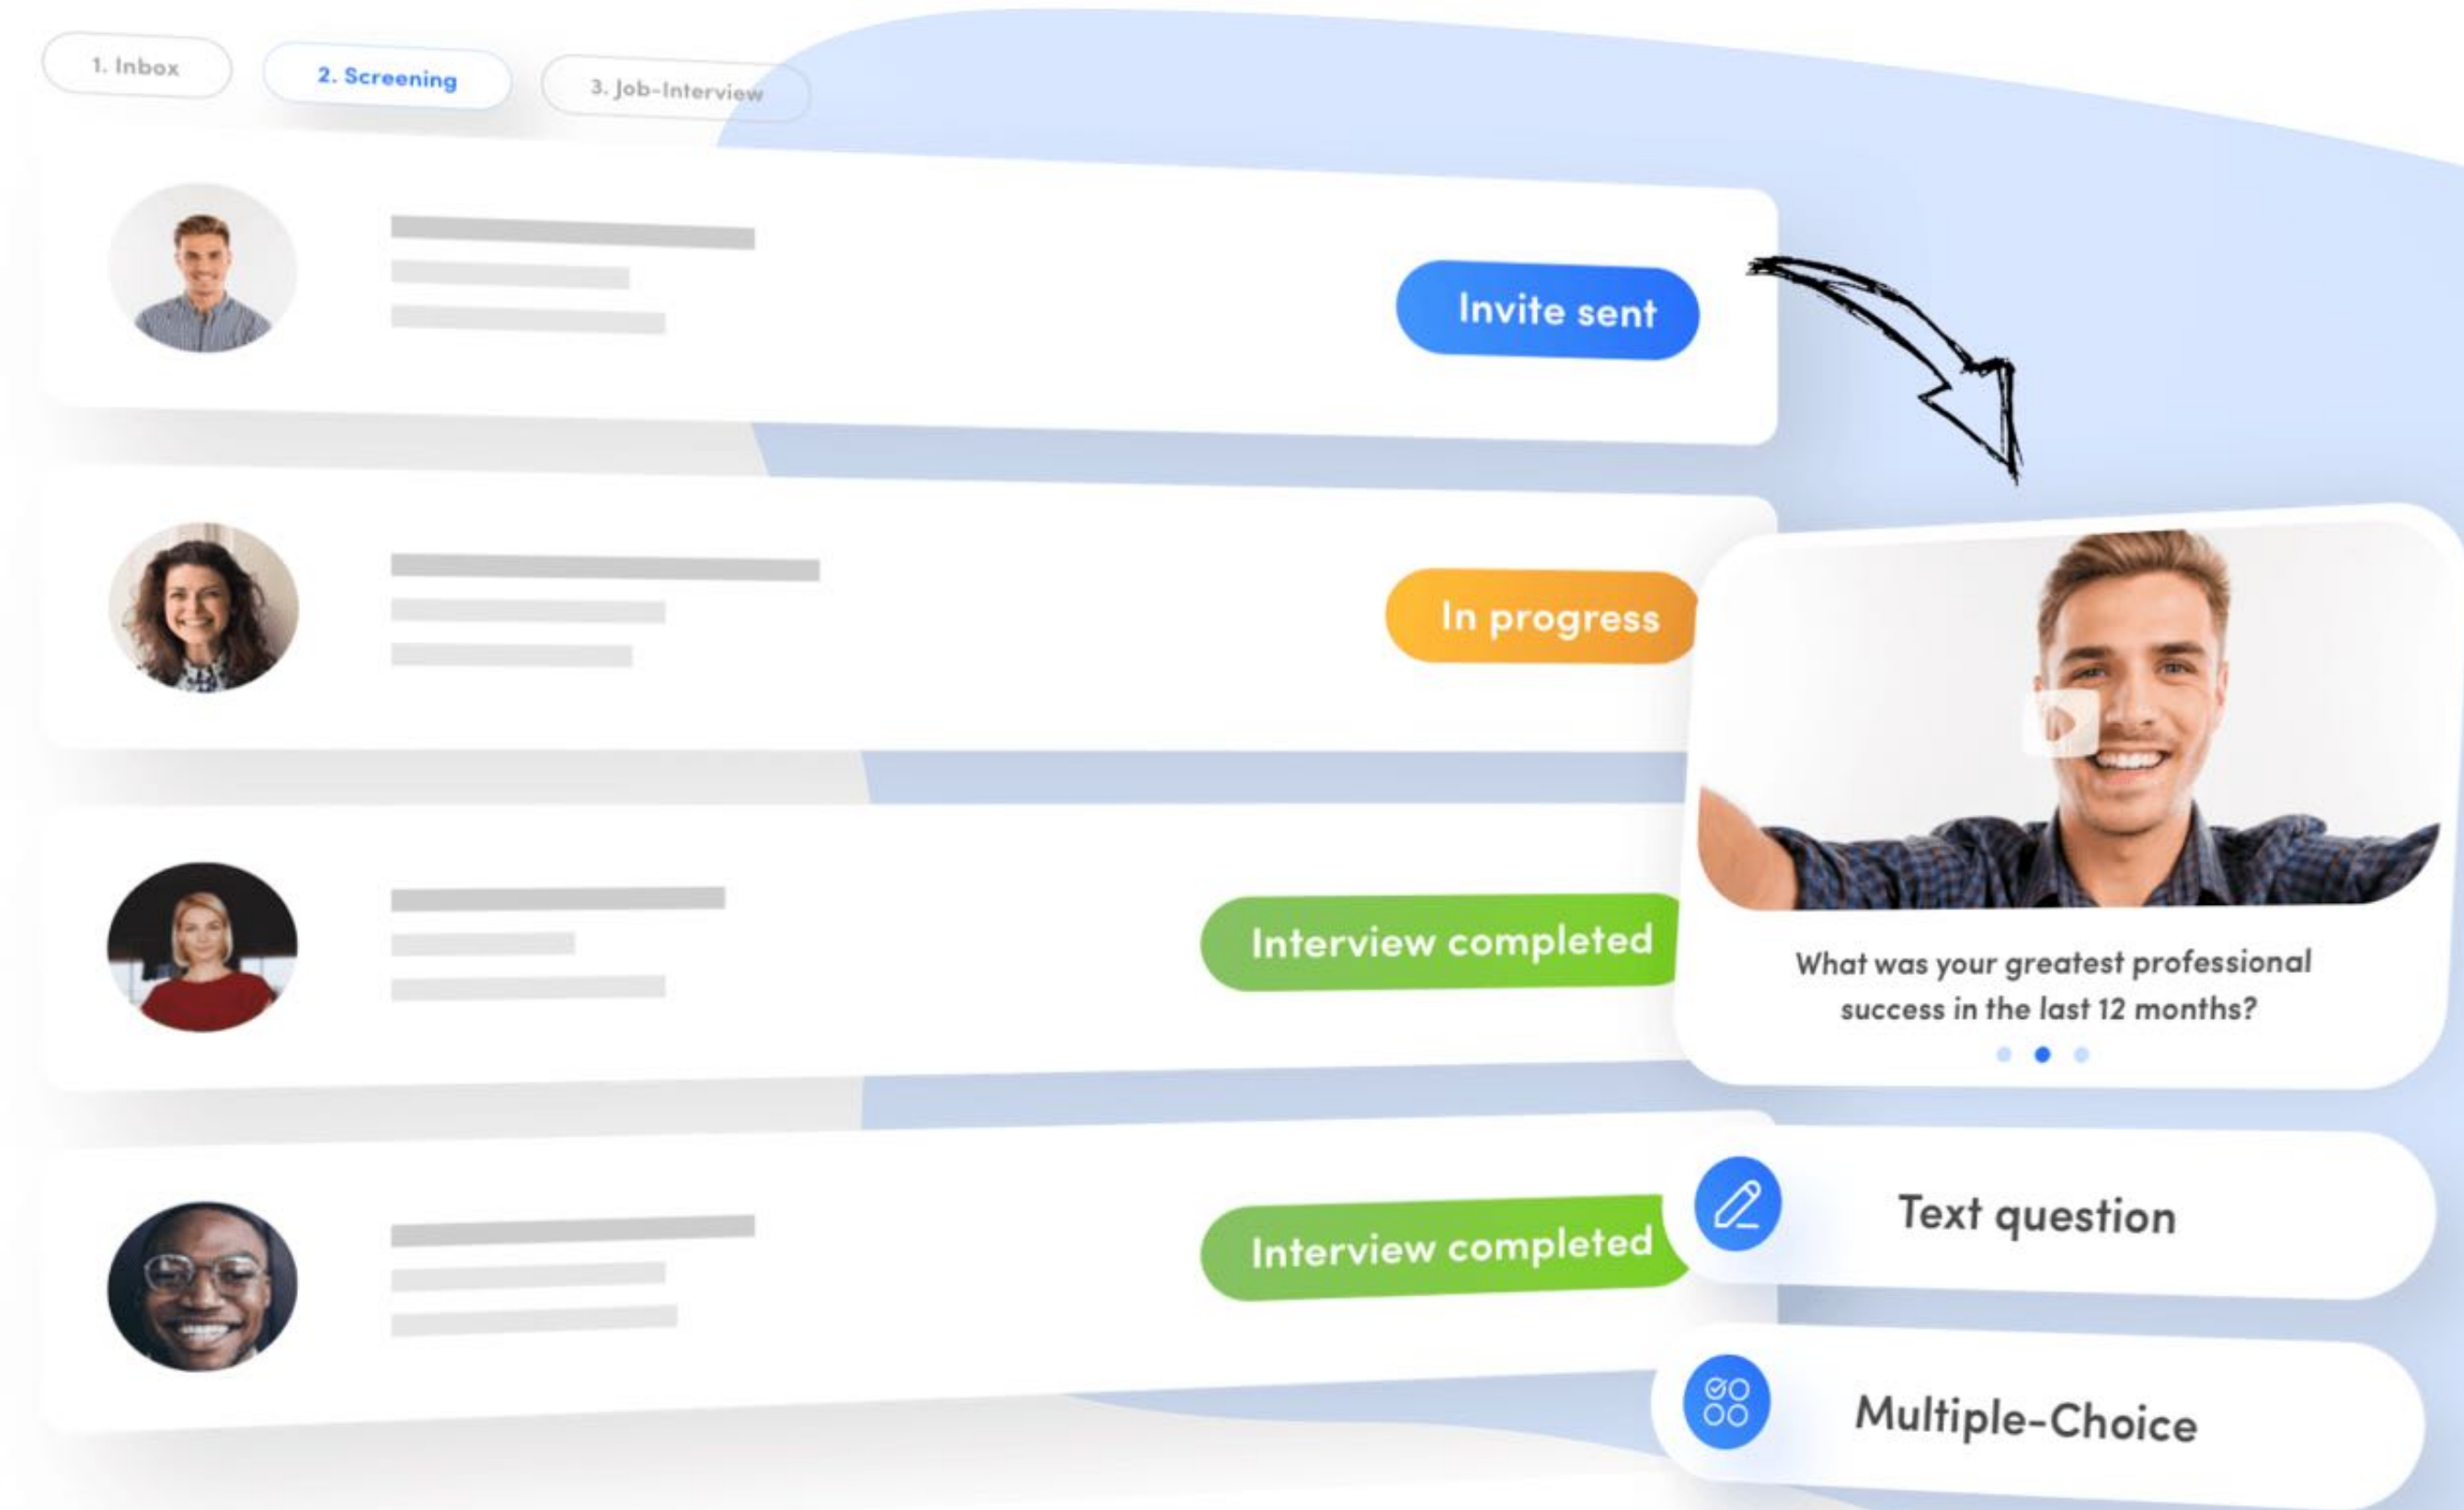 1. Inbox
2. Screening
3. Job-Interview
Invite sent
In progress
Interview completed
Interview completed
What was your greatest professional
success in the last 12 months?
Text question
Multiple-Choice